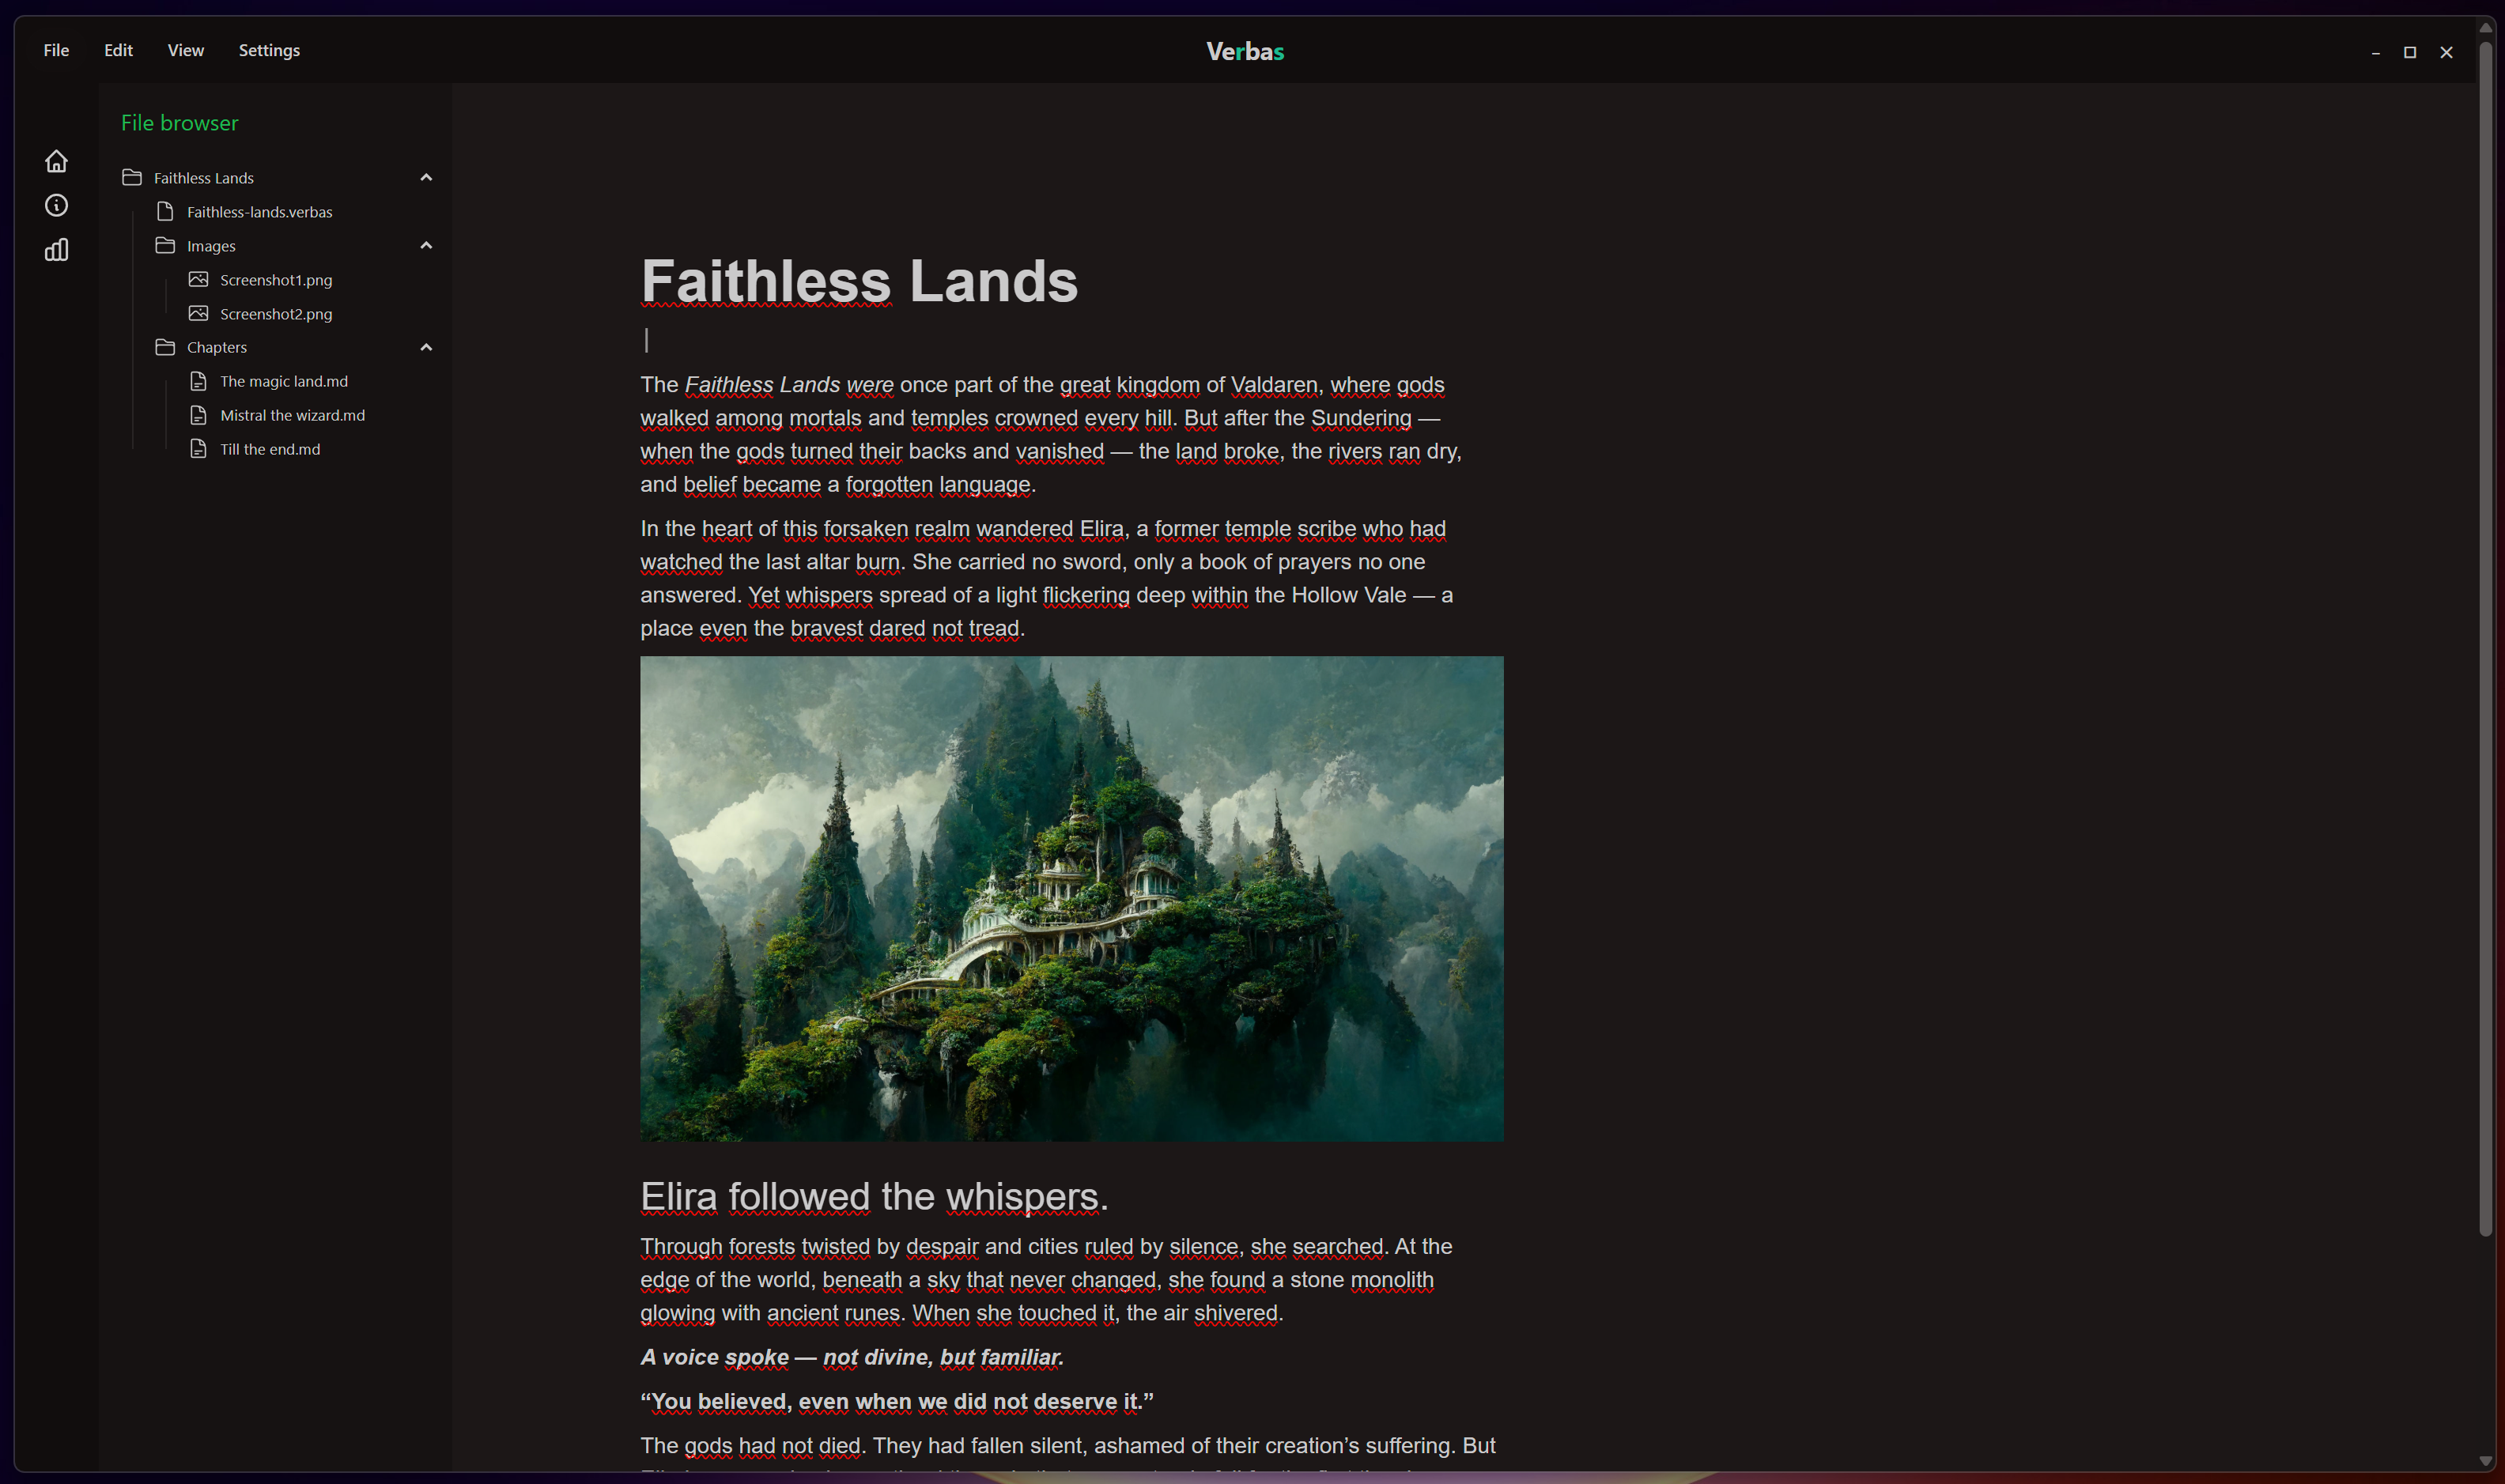 File Edit View Settings
Verbas
File browser
Faithless Lands
Faithless-lands.verbas
Images
Screenshot1.png
Screenshot2.png
Chapters
The magic land.md
Mistral the wizard.md
Till the end.md
Faithless Lands
The Faithless Lands were once part of the great kingdom of Valdaren, where gods
walked among mortals and temples crowned every hill. But after the Sundering —
when the gods turned their backs and vanished — the land broke, the rivers ran dry,
and belief became a forgotten language.
In the heart of this forsaken realm wandered Elira, a former temple scribe who had
watched the last altar burn. She carried no sword, only a book of prayers no one
answered. Yet whispers spread of a light flickering deep within the Hollow Vale — a
place even the bravest dared not tread.
Elira followed the whispers.
Through forests twisted by despair and cities ruled by silence, she searched. At the
edge of the world, beneath a sky that never changed, she found a stone monolith
glowing with ancient runes. When she touched it, the air shivered.
A voice spoke — not divine, but familiar.
“You believed, even when we did not deserve it.”
The gods had not died. They had fallen silent, ashamed of their creation’s suffering. But